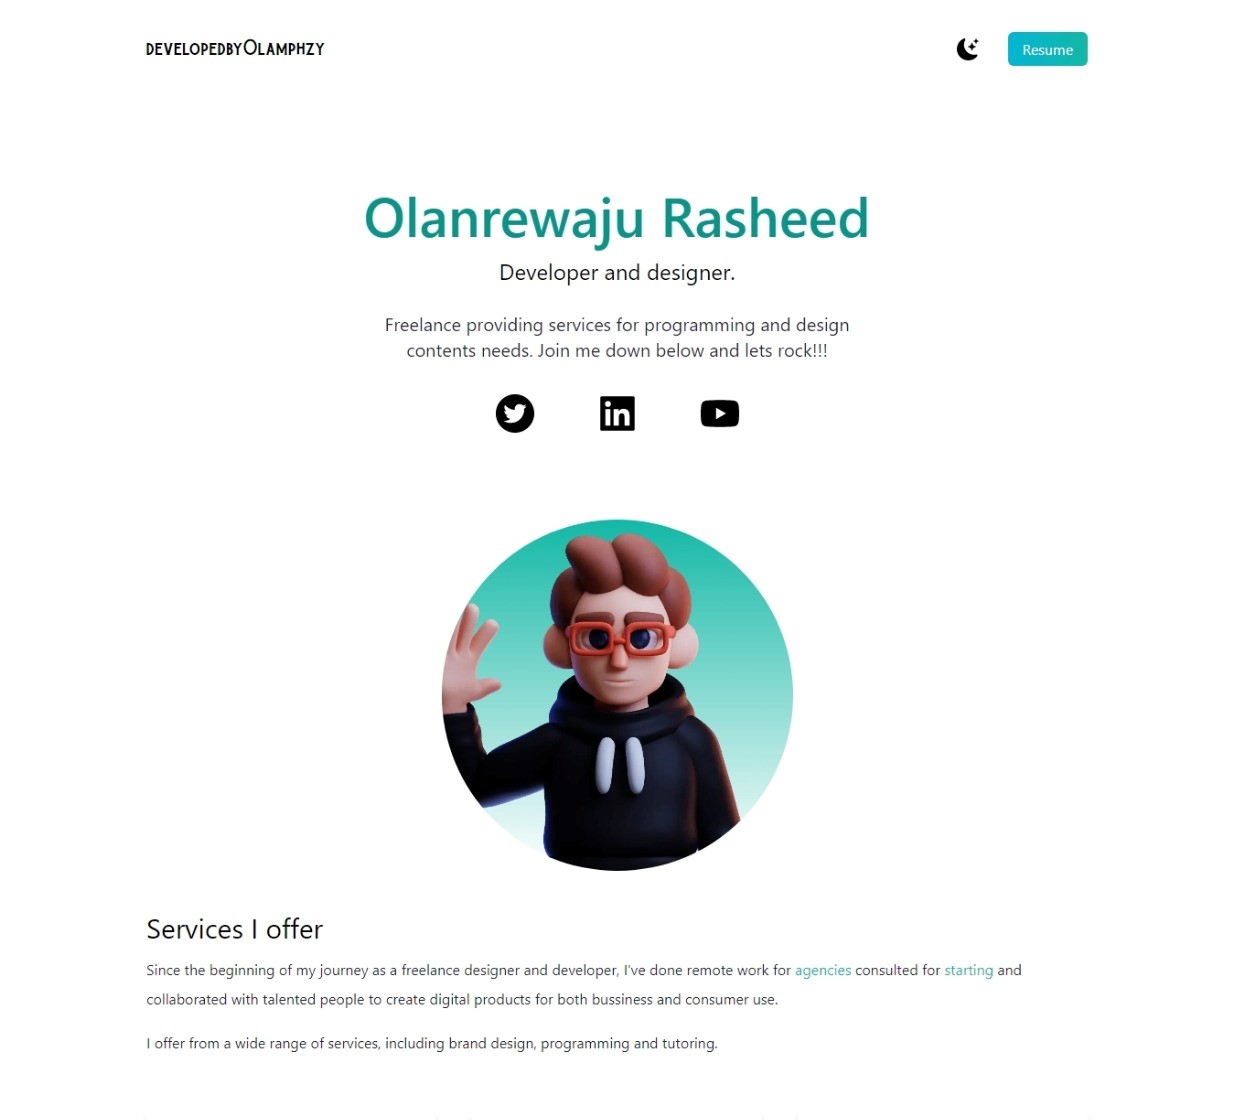 DEVELOPEDBYOLAMPHZY
Resume
Olanrewaju Rasheed
Developer and designer.
Freelance providing services for programming and design
contents needs. Join me down below and lets rock!!!
in
Services I offer
Since the beginning of my journey as a freelance designer and developer, I've done remote work for agencies consulted for starting and
collaborated with talented people to create digital products for both bussiness and consumer use.
I offer from a wide range of services, including brand design, programming and tutoring.